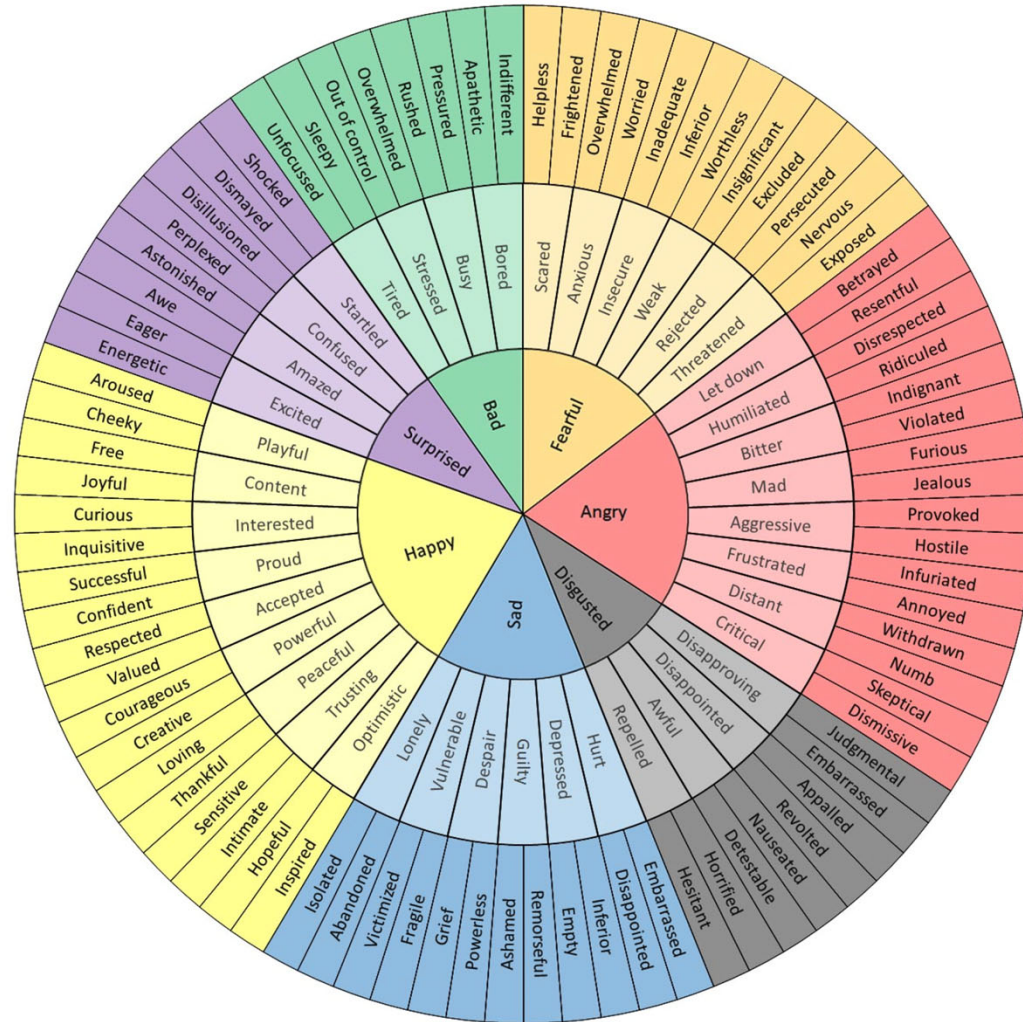 Fearful
Angry
Disgusted
Sad
Happy
Surprised
Bad
Scared
Anxious
Insecure
Weak
Rejected
Threatened
Let down
Humiliated
Bitter
Mad
Aggressive
Frustrated
Distant
Critical
Disapproving
Disappointed
Awful
Repelled
Hurt
Depressed
Guilty
Despair
Vulnerable
Lonely
Optimistic
Trusting
Peaceful
Powerful
Accepted
Proud
Interested
Content
Playful
Excited
Amazed
Confused
Startled
Tired
Stressed
Busy
Bored
Helpless
Frightened
Overwhelmed
Worried
Inadequate
Inferior
Worthless
Insignificant
Excluded
Persecuted
Nervous
Exposed
Betrayed
Resentful
Disrespected
Ridiculed
Indignant
Violated
Furious
Jealous
Provoked
Hostile
Infuriated
Annoyed
Withdrawn
Numb
Skeptical
Dismissive
Judgmental
Embarrassed
Appalled
Revolted
Nauseated
Detestable
Horrified
Hesitant
Embarrassed
Disappointed
Inferior
Empty
Remorseful
Ashamed
Powerless
Grief
Fragile
Victimized
Abandoned
Isolated
Inspired
Hopeful
Intimate
Sensitive
Thankful
Loving
Creative
Courageous
Valued
Respected
Confident
Successful
Inquisitive
Curious
Joyful
Free
Cheeky
Aroused
Energetic
Eager
Awe
Astonished
Perplexed
Disillusioned
Dismayed
Shocked
Unfocussed
Sleepy
Out of control
Overwhelmed
Rushed
Pressured
Apathetic
Indifferent